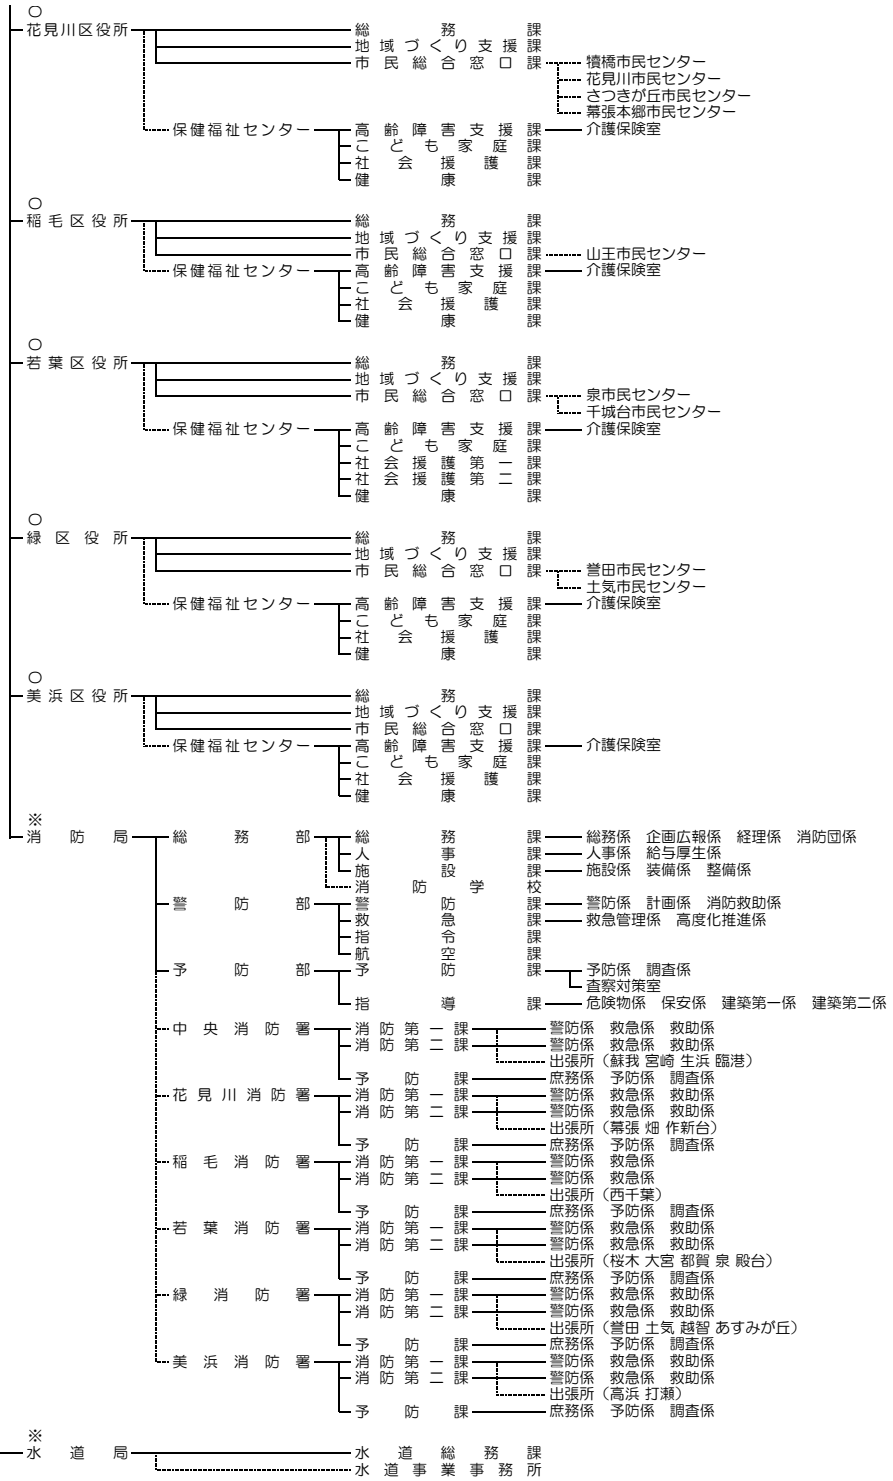 ○
花見川区役所 総務課
地域づくり支援課
市民総合窓口課 犢橋市民センター
花見川市民センター
さつきが丘市民センター
幕張本郷市民センター
保健福祉センター 高齢障害支援課 介護保険室
こども家庭課
社会援護課
健康課
○
稲毛区役所 総務課
地域づくり支援課
市民総合窓口課 山王市民センター
保健福祉センター 高齢障害支援課 介護保険室
こども家庭課
社会援護課
健康課
○
若葉区役所 総務課
地域づくり支援課
市民総合窓口課 泉市民センター
千城台市民センター
保健福祉センター 高齢障害支援課 介護保険室
こども家庭課
社会援護第一課
社会援護第二課
健康課
○
緑区役所 総務課
地域づくり支援課
市民総合窓口課 誉田市民センター
土気市民センター
保健福祉センター 高齢障害支援課 介護保険室
こども家庭課
社会援護課
健康課
○
美浜区役所 総務課
地域づくり支援課
市民総合窓口課
保健福祉センター 高齢障害支援課 介護保険室
こども家庭課
社会援護課
健康課
※
消防局 総務部 総務課 総務係 企画広報係 経理係 消防団係
人事課 人事係 給与厚生係
施設課 施設係 装備係 整備係
消防学校
警防部 警防課 警防係 計画係 消防救助係
救急課 救急管理係 高度化推進係
指令課
航空課
予防部 予防課 予防係 調査係
査察対策室
指導課 危険物係 保安係 建築第一係 建築第二係
中央消防署 消防第一課 警防係 救急係 救助係
消防第二課 警防係 救急係 救助係
出張所（蘇我 宮崎 生浜 臨港）
予防課 庶務係 予防係 調査係
花見川消防署 消防第一課 警防係 救急係 救助係
消防第二課 警防係 救急係 救助係
出張所（幕張 畑 作新台）
予防課 庶務係 予防係 調査係
稲毛消防署 消防第一課 警防係 救急係
消防第二課 警防係 救急係
出張所（西千葉）
予防課 庶務係 予防係 調査係
若葉消防署 消防第一課 警防係 救急係 救助係
消防第二課 警防係 救急係 救助係
出張所（桜木 大宮 都賀 泉 殿台）
予防課 庶務係 予防係 調査係
緑消防署 消防第一課 警防係 救急係 救助係
消防第二課 警防係 救急係 救助係
出張所（誉田 土気 越智 あすみが丘）
予防課 庶務係 予防係 調査係
美浜消防署 消防第一課 警防係 救急係 救助係
消防第二課 警防係 救急係 救助係
出張所（高浜 打瀬）
予防課 庶務係 予防係 調査係
※
水道局 水道総務課
水道事業事務所